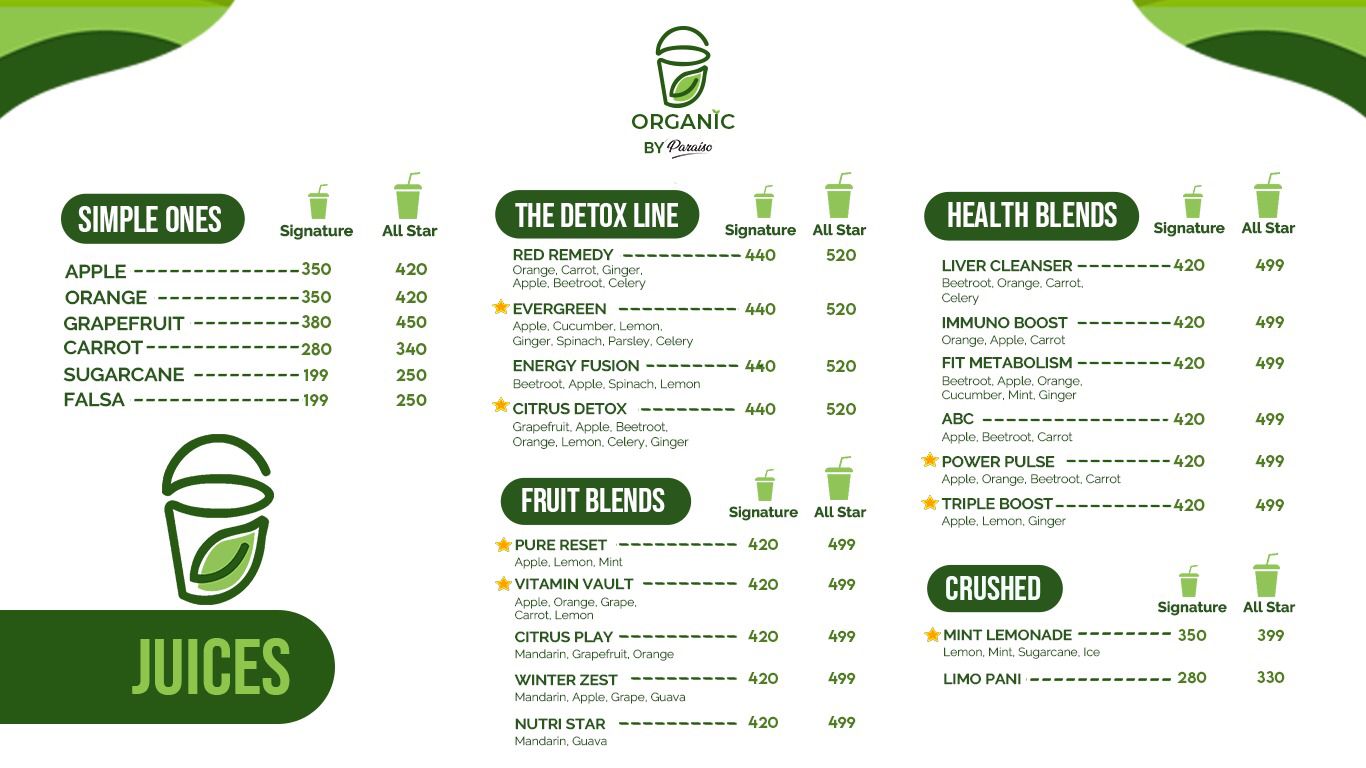 ORGANIC
BY Paraiso
SIMPLE ONES
Signature All Star
APPLE 350 420
ORANGE 350 420
GRAPEFRUIT 380 450
CARROT 280 340
SUGARCANE 199 250
FALSA 199 250
JUICES
THE DETOX LINE
Signature All Star
RED REMEDY 440 520
Orange, Carrot, Ginger,
Apple, Beetroot, Celery
EVERGREEN 440 520
Apple, Cucumber, Lemon,
Ginger, Spinach, Parsley, Celery
ENERGY FUSION 440 520
Beetroot, Apple, Spinach, Lemon
CITRUS DETOX 440 520
Grapefruit, Apple, Beetroot,
Orange, Lemon, Celery, Ginger
FRUIT BLENDS
Signature All Star
PURE RESET 420 499
Apple, Lemon, Mint
VITAMIN VAULT 420 499
Apple, Orange, Grape,
Carrot, Lemon
CITRUS PLAY 420 499
Mandarin, Grapefruit, Orange
WINTER ZEST 420 499
Mandarin, Apple, Grape, Guava
NUTRI STAR 420 499
Mandarin, Guava
HEALTH BLENDS
Signature All Star
LIVER CLEANSER 420 499
Beetroot, Orange, Carrot,
Celery
IMMUNO BOOST 420 499
Orange, Apple, Carrot
FIT METABOLISM 420 499
Beetroot, Apple, Orange,
Cucumber, Mint, Ginger
ABC 420 499
Apple, Beetroot, Carrot
POWER PULSE 420 499
Apple, Orange, Beetroot, Carrot
TRIPLE BOOST 420 499
Apple, Lemon, Ginger
CRUSHED
Signature All Star
MINT LEMONADE 350 399
Lemon, Mint, Sugarcane, Ice
LIMO PANI 280 330